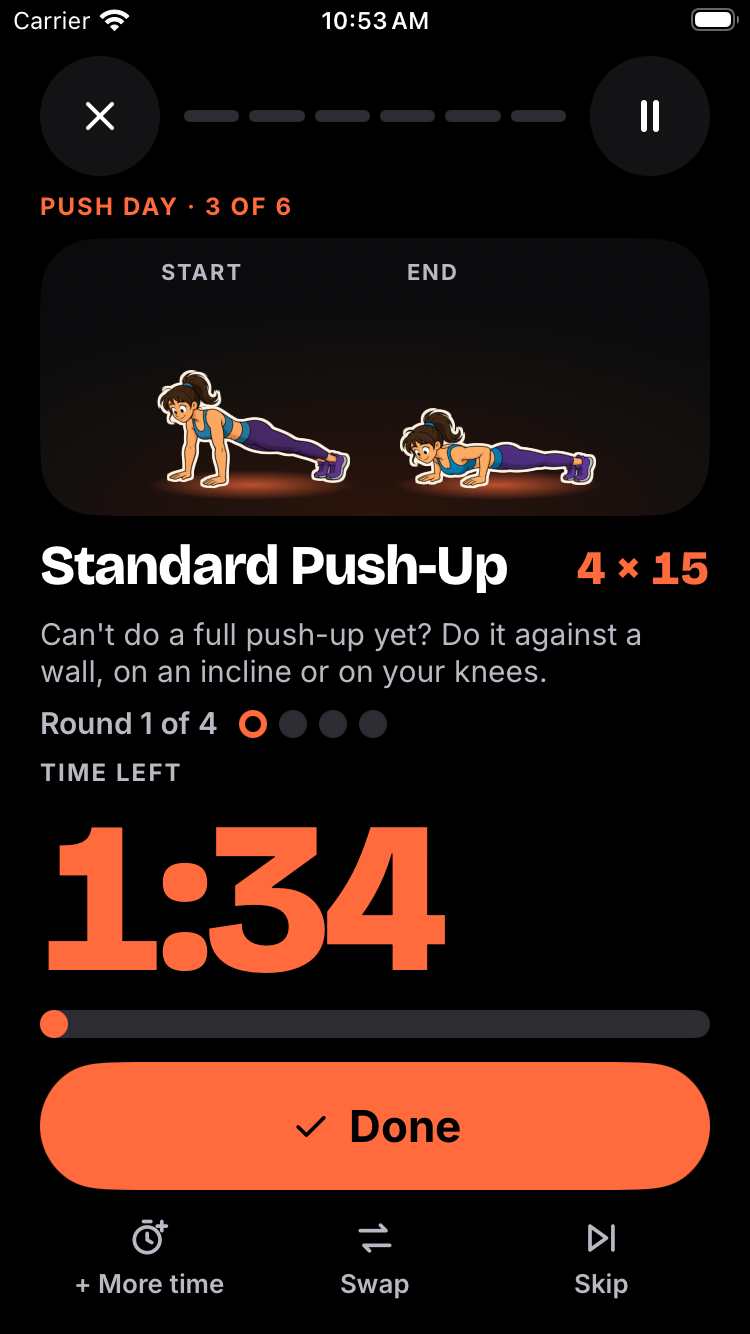 Carrier
10:53 AM
PUSH DAY · 3 OF 6
START
END
Standard Push-Up
4 × 15
Can't do a full push-up yet? Do it against a
wall, on an incline or on your knees.
Round 1 of 4
TIME LEFT
1:34
Done
+ More time
Swap
Skip